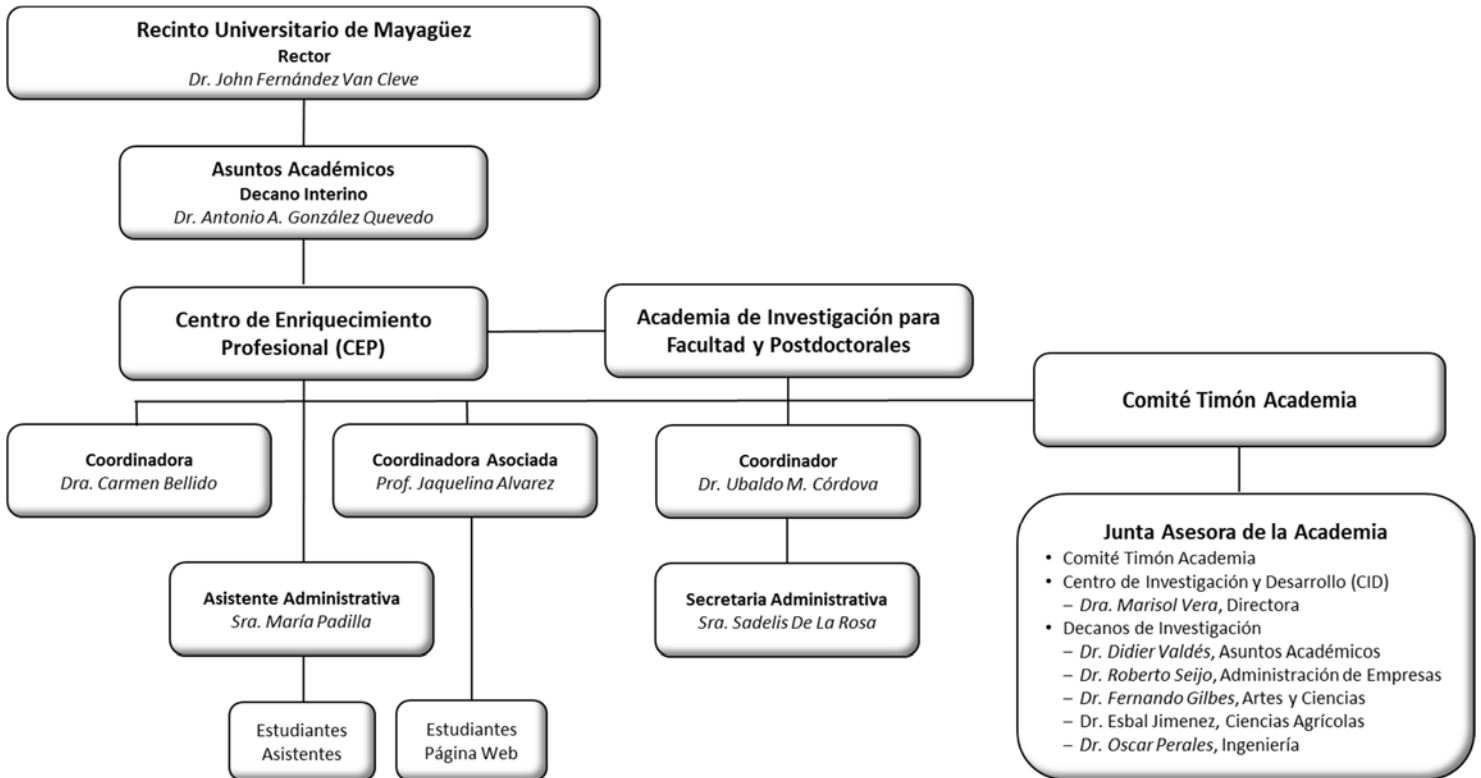 Recinto Universitario de Mayagüez
Rector
Dr. John Fernández Van Cleve
Asuntos Académicos
Decano Interino
Dr. Antonio A. González Quevedo
Centro de Enriquecimiento
Profesional (CEP)
Academia de Investigación para
Facultad y Postdoctorales
Comité Timón Academia
Coordinadora
Dra. Carmen Bellido
Coordinadora Asociada
Prof. Jaquelina Alvarez
Coordinador
Dr. Ubaldo M. Córdova
Asistente Administrativa
Sra. María Padilla
Secretaria Administrativa
Sra. Sadelis De La Rosa
Estudiantes
Asistentes
Estudiantes
Página Web
Junta Asesora de la Academia
• Comité Timón Academia
• Centro de Investigación y Desarrollo (CID)
– Dra. Marisol Vera, Directora
• Decanos de Investigación
– Dr. Didier Valdés, Asuntos Académicos
– Dr. Roberto Seijo, Administración de Empresas
– Dr. Fernando Gilbes, Artes y Ciencias
– Dr. Esbal Jimenez, Ciencias Agrícolas
– Dr. Oscar Perales, Ingeniería